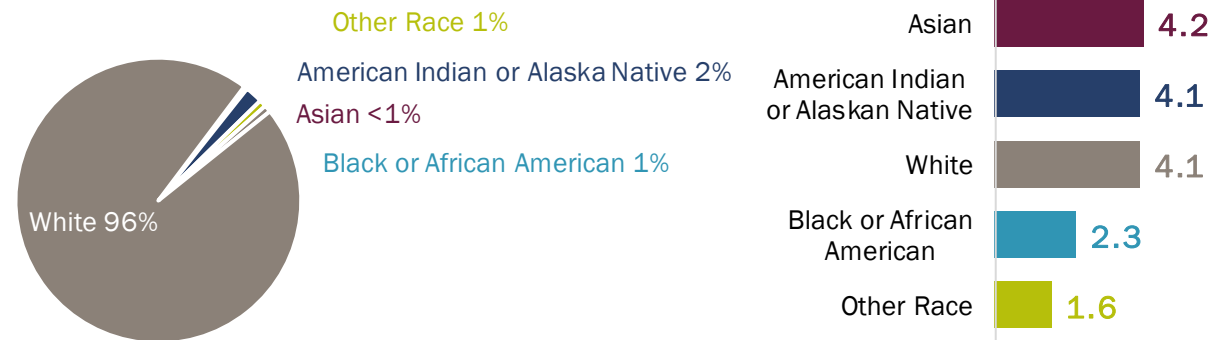 Other Race 1%
American Indian or Alaska Native 2%
Asian <1%
Black or African American 1%
White 96%
Asian
4.2
American Indian
or Alaskan Native
4.1
White
4.1
Black or African
American
2.3
Other Race
1.6